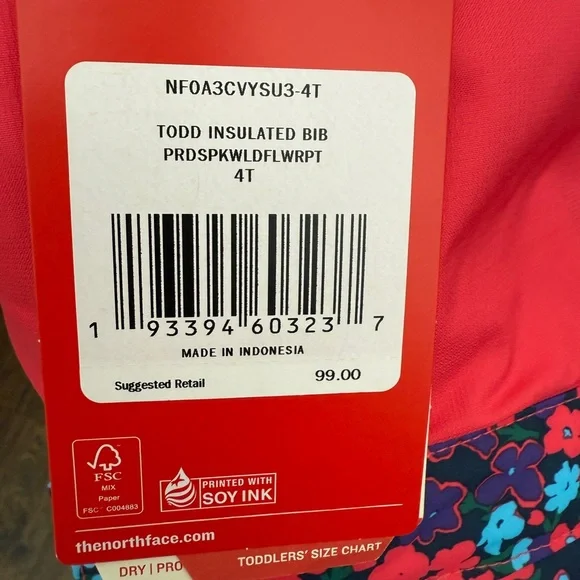 NF0A3CVYSU3-4T
TODD INSULATED BIB
PRDSPKWLDFLWRPT
4T
1 93394 60323 7
MADE IN INDONESIA
Suggested Retail 99.00
FSC
MIX
Paper
FSC™ C004883
PRINTED WITH
SOY INK
thenorthface.com
TODDLERS' SIZE CHART
DRY | PRO